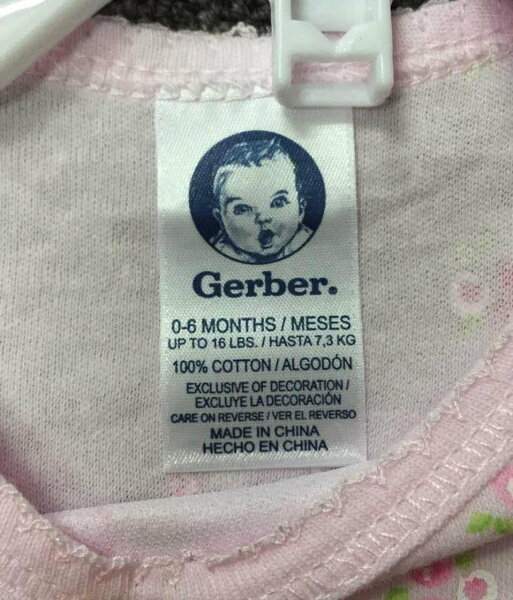 Gerber.
0-6 MONTHS / MESES
UP TO 16 LBS. / HASTA 7,3 KG
100% COTTON / ALGODÓN
EXCLUSIVE OF DECORATION /
EXCLUYE LA DECORACIÓN
CARE ON REVERSE / VER EL REVERSO
MADE IN CHINA
HECHO EN CHINA